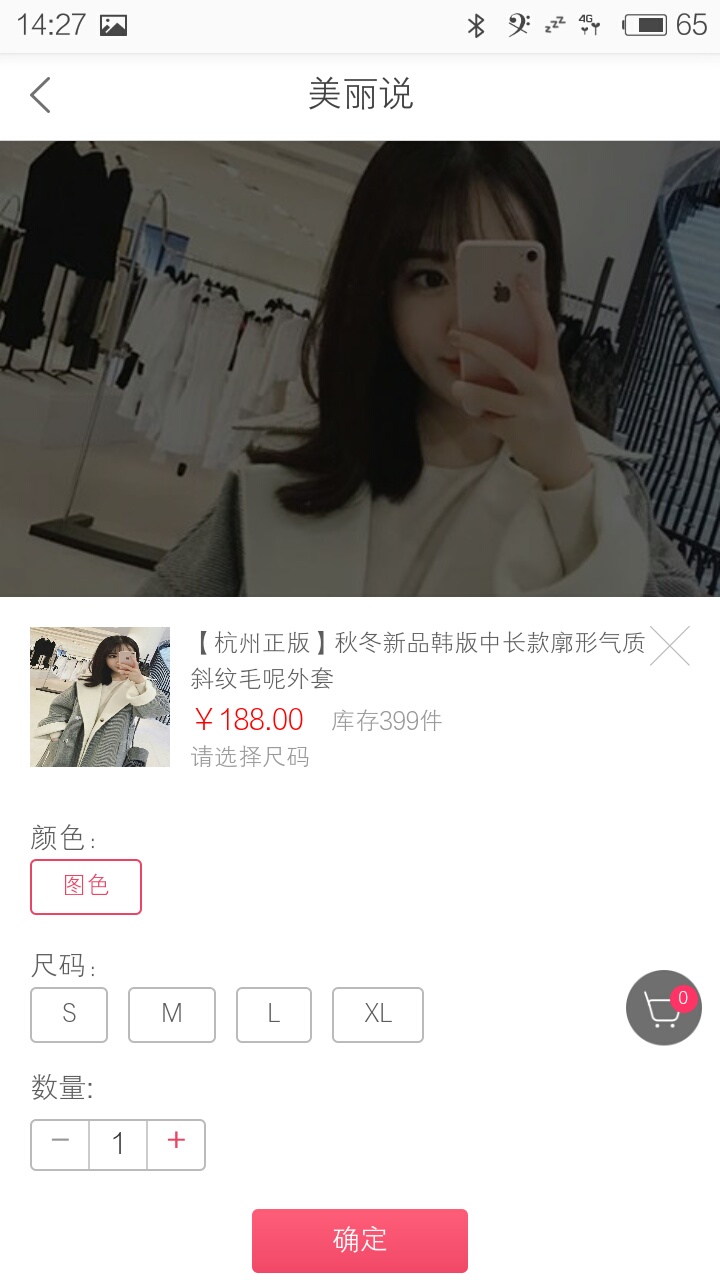 14:27
4G
65
美丽说
【杭州正版】秋冬新品韩版中长款廓形气质
斜纹毛呢外套
￥188.00 库存399件
请选择尺码
颜色:
图色
尺码:
S M L XL
0
数量:
− 1 +
确定